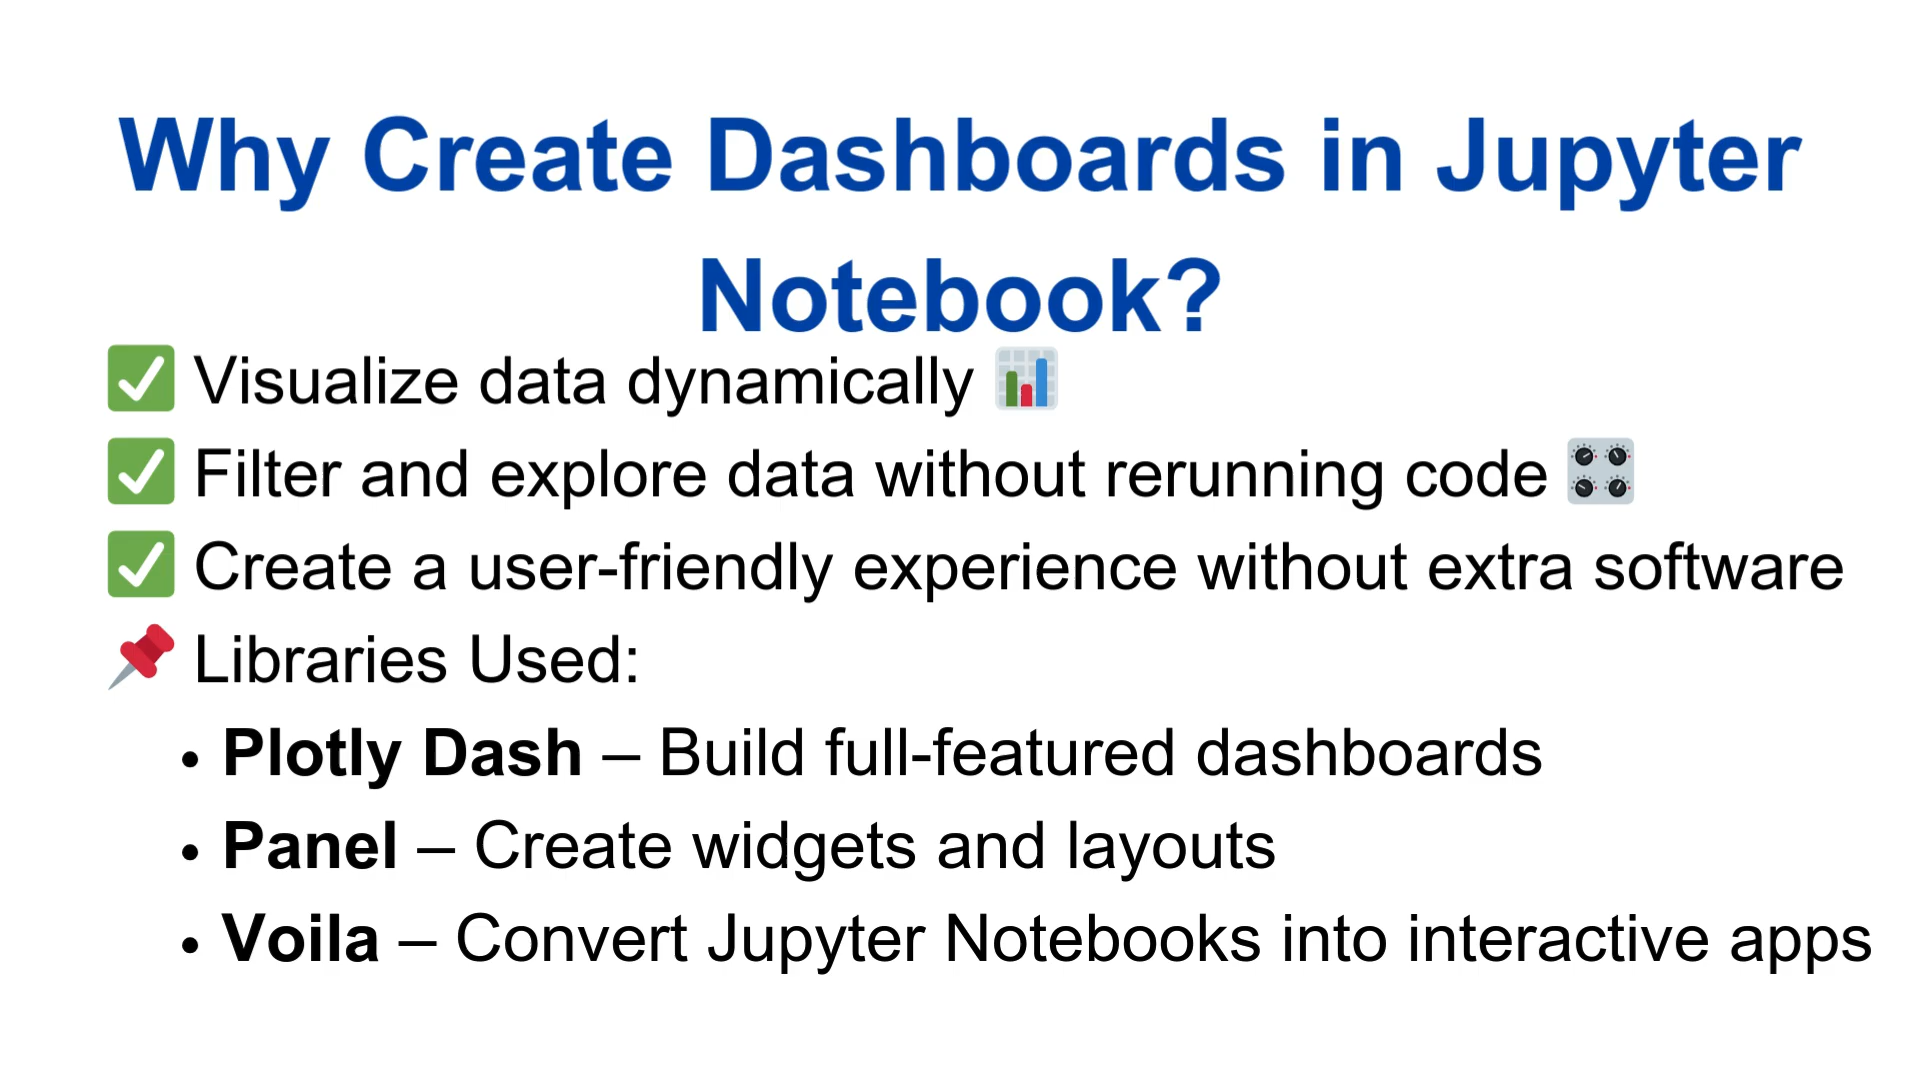 Why Create Dashboards in Jupyter
Notebook?
✅ Visualize data dynamically 📊
✅ Filter and explore data without rerunning code 🎛
✅ Create a user-friendly experience without extra software
📌 Libraries Used:
• Plotly Dash – Build full-featured dashboards
• Panel – Create widgets and layouts
• Voila – Convert Jupyter Notebooks into interactive apps